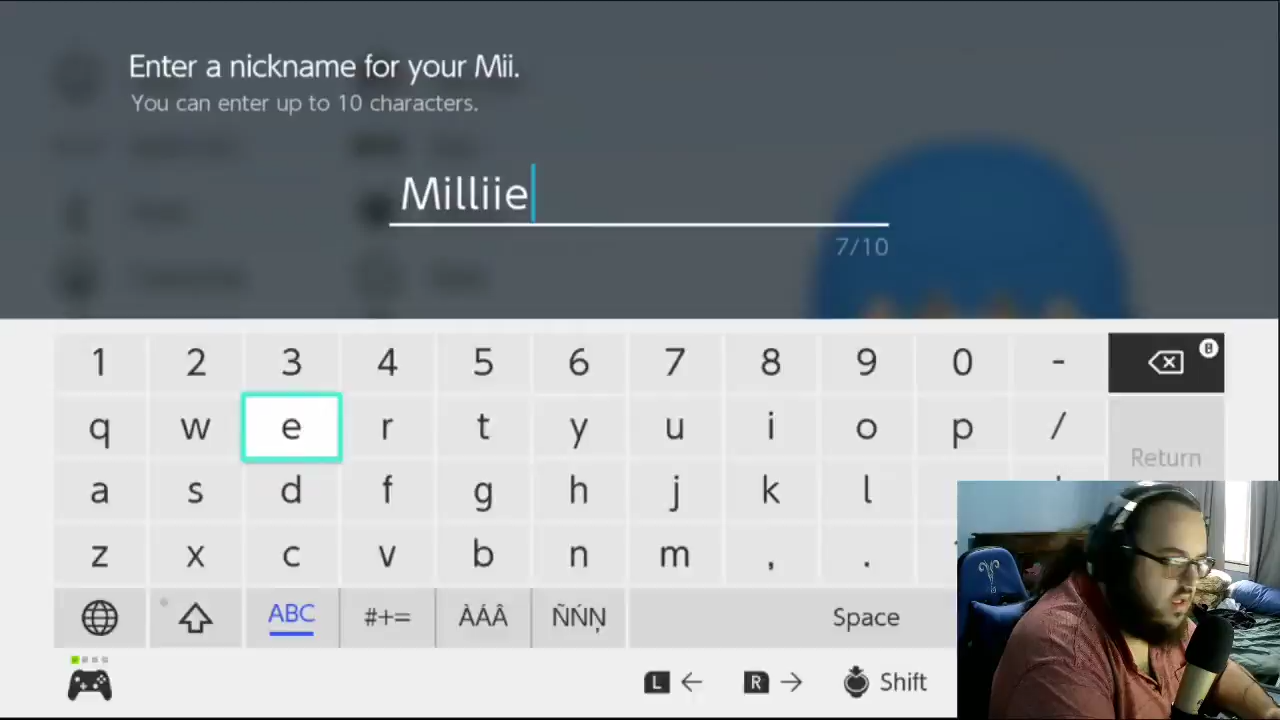 Enter a nickname for your Mii.
You can enter up to 10 characters.
Milliie
7/10
1 2 3 4 5 6 7 8 9 0 - B
q w e r t y u i o p /
Return
a s d f g h j k l
z x c v b n m , .
ABC #+= ÀÁÂ ÑŃŅ Space
L ← R → Shift